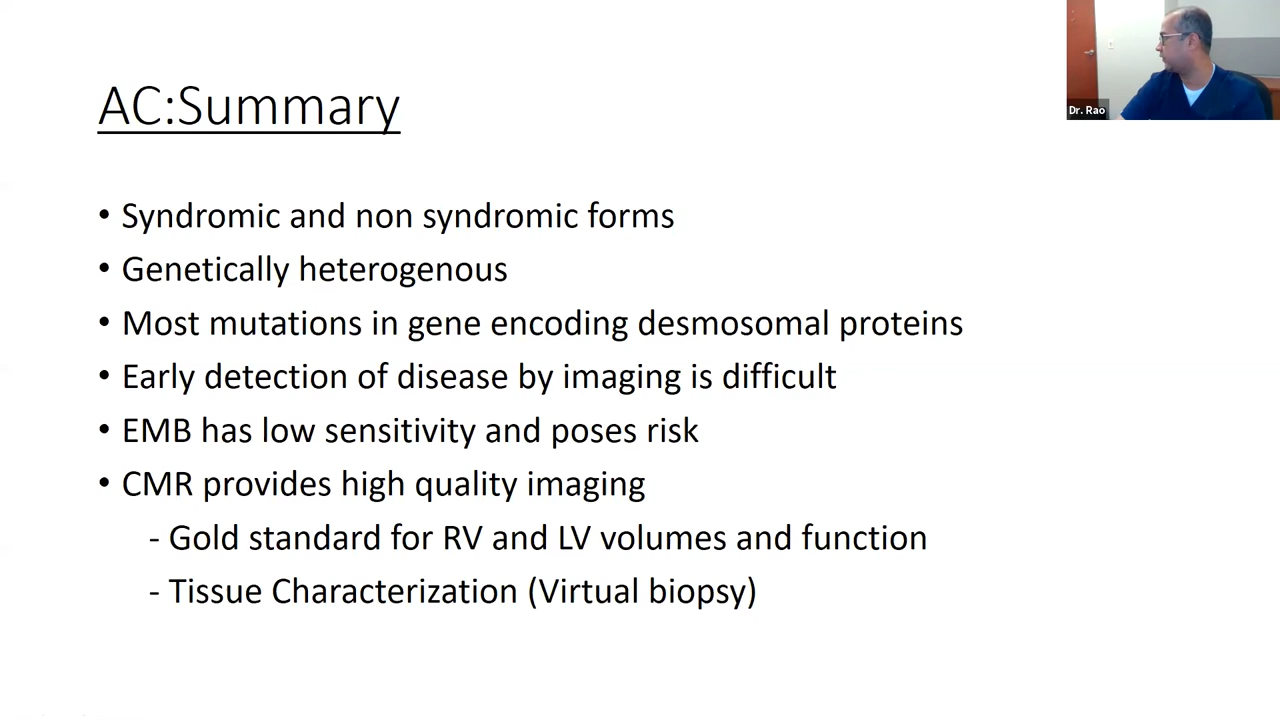 AC:Summary
• Syndromic and non syndromic forms
• Genetically heterogenous
• Most mutations in gene encoding desmosomal proteins
• Early detection of disease by imaging is difficult
• EMB has low sensitivity and poses risk
• CMR provides high quality imaging
- Gold standard for RV and LV volumes and function
- Tissue Characterization (Virtual biopsy)
Dr. Rao